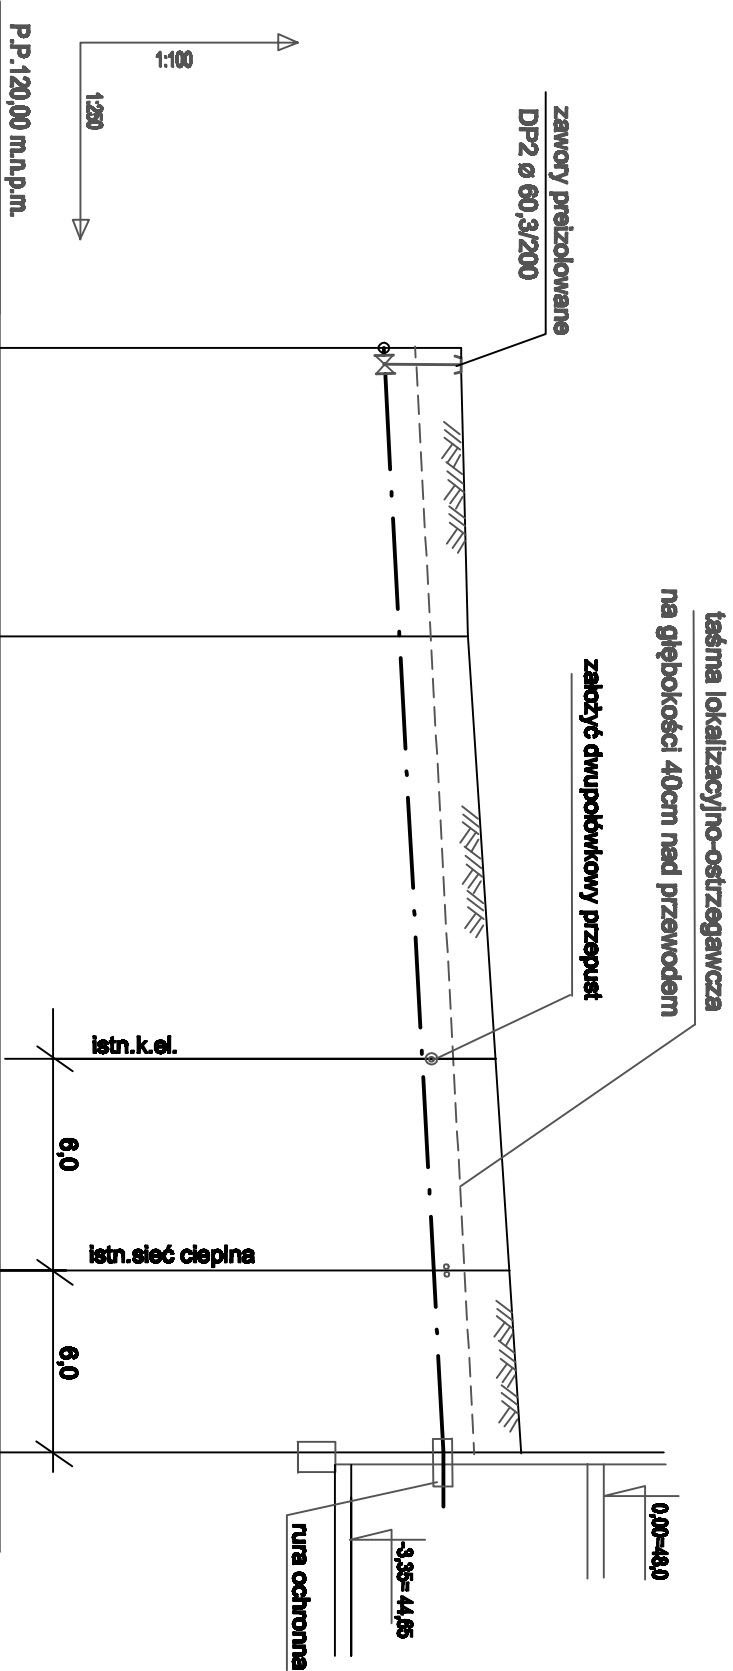 zawory preizolowane
DP2 ø 60,3/200
taśma lokalizacyjno-ostrzegawcza
na głębokości 40cm nad przewodem
założyć dwupołówkowy przepust
0,00=48,0
-3,35=44,65
rura ochronna
1:100
1:250
P.P.120,00 m.n.p.m.
istn.k.el.
istn.sieć cieplna
6,0
6,0